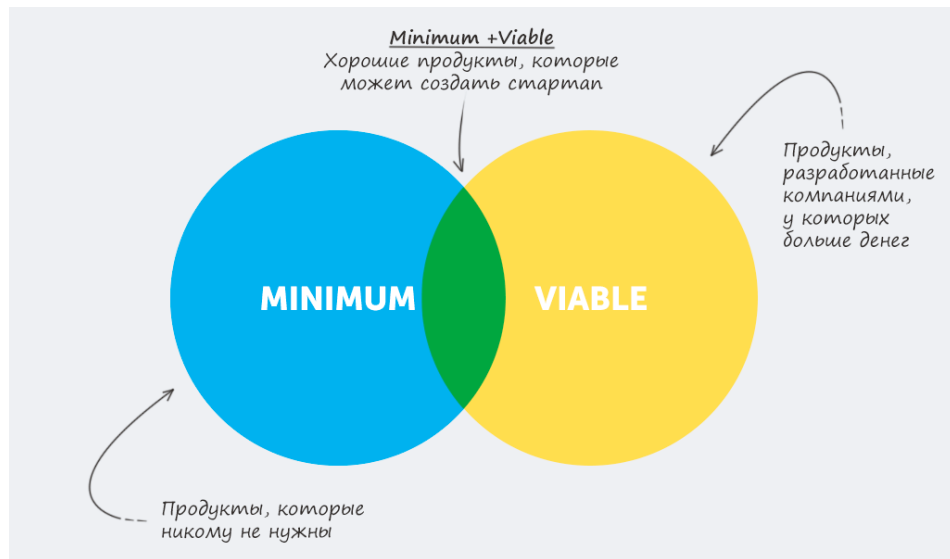 Minimum +Viable
Хорошие продукты, которые
может создать стартап
Продукты,
разработанные
компаниями,
у которых
больше денег
MINIMUM
VIABLE
Продукты, которые
никому не нужны